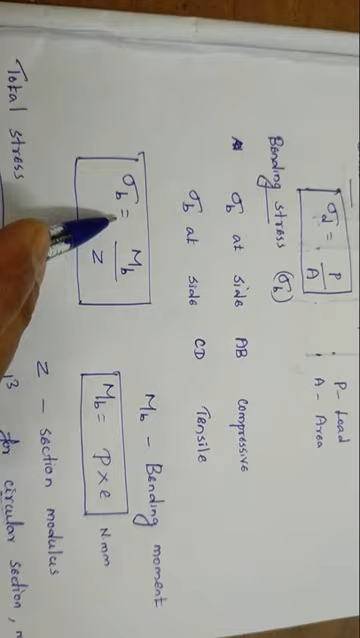 σd = P/A
P - Load
A - Area
Bending stress (σb)
σb at side AB compressive
σb at side CD Tensile
σb = Mb/Z
Mb - Bending moment
Mb = P x e N.mm
Z - section modulus
Total stress
3 for circular section,